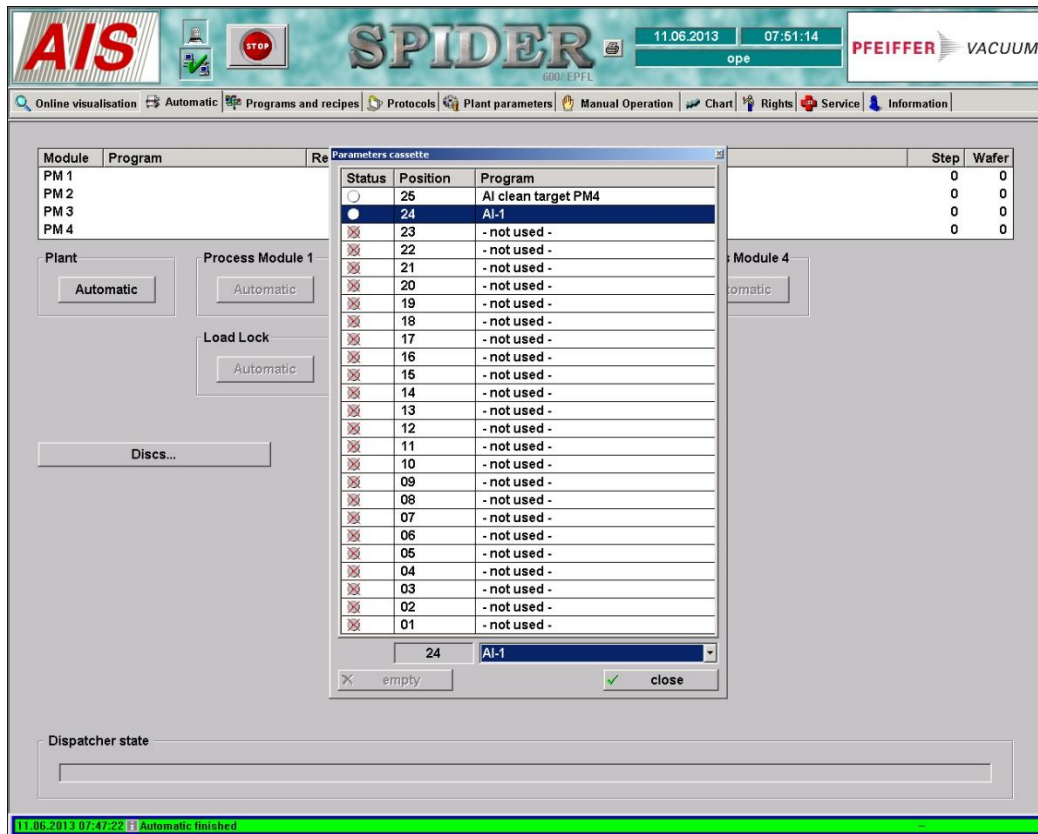 AIS
STOP
SPIDER
600/ EPFL
11.06.2013 07:51:14
ope
PFEIFFER VACUUM
Online visualisation Automatic Programs and recipes Protocols Plant parameters Manual Operation Chart Rights Service Information
Module Program Re Step Wafer
PM 1 0 0
PM 2 0 0
PM 3 0 0
PM 4 0 0
Parameters cassette
Status Position Program
25 Al clean target PM4
24 Al-1
23 - not used -
22 - not used -
21 - not used -
20 - not used -
19 - not used -
18 - not used -
17 - not used -
16 - not used -
15 - not used -
14 - not used -
13 - not used -
12 - not used -
11 - not used -
10 - not used -
09 - not used -
08 - not used -
07 - not used -
06 - not used -
05 - not used -
04 - not used -
03 - not used -
02 - not used -
01 - not used -
24 Al-1
empty close
Plant Process Module 1 s Module 4
Automatic Automatic tomatic
Load Lock
Automatic
Discs...
Dispatcher state
11.06.2013 07:47:22 Automatic finished --